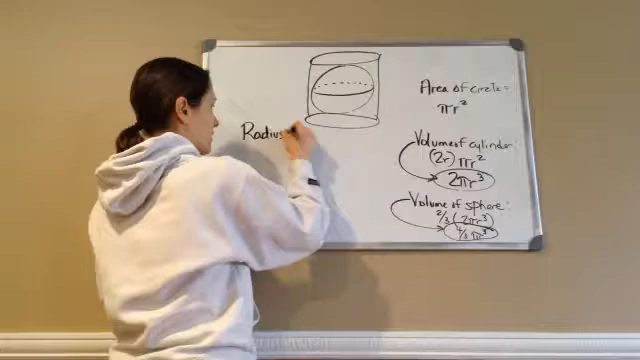 Radius
Area of circle =
πr²
Volume of cylinder:
(2r) πr²
2πr³
Volume of sphere:
2/3 (2πr³)
4/3 πr³